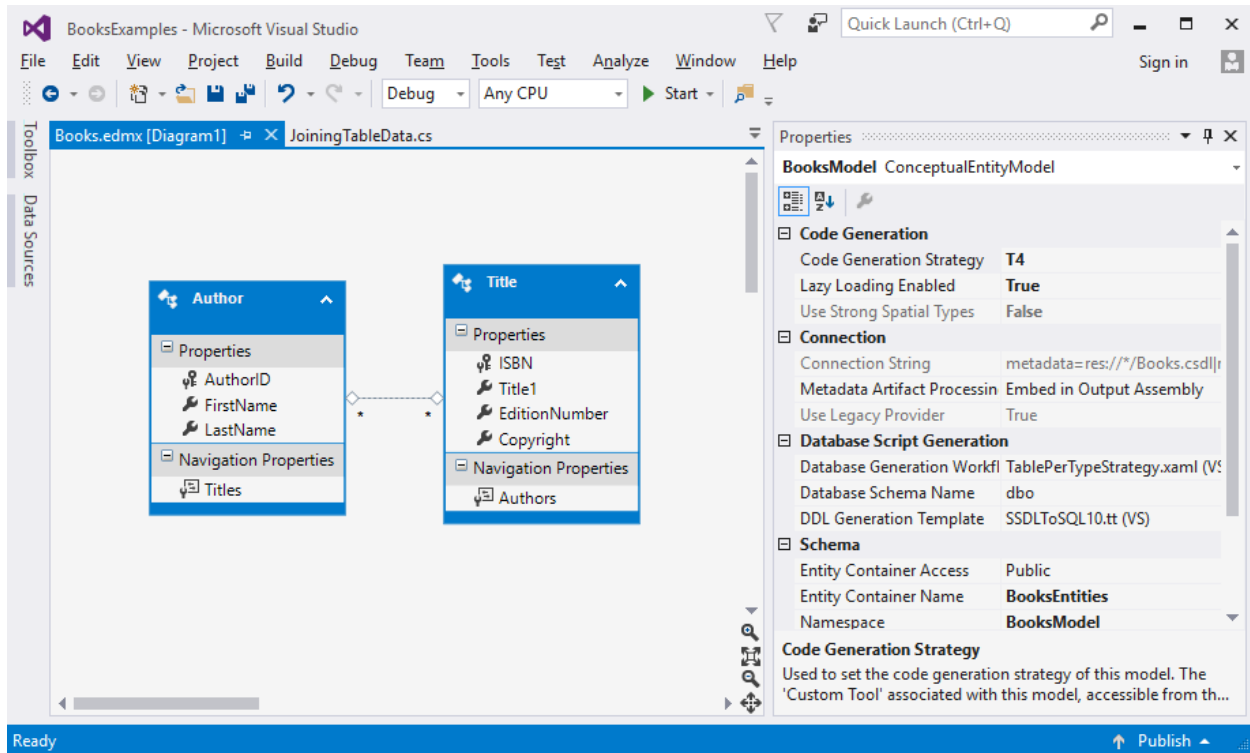 BooksExamples - Microsoft Visual Studio
Quick Launch (Ctrl+Q)
File Edit View Project Build Debug Team Tools Test Analyze Window Help
Sign in
Debug Any CPU Start
Toolbox
Data Sources
Books.edmx [Diagram1] JoiningTableData.cs
Author
Properties
AuthorID
FirstName
LastName
Navigation Properties
Titles
* *
Title
Properties
ISBN
Title1
EditionNumber
Copyright
Navigation Properties
Authors
Properties
BooksModel ConceptualEntityModel
Code Generation
Code Generation Strategy T4
Lazy Loading Enabled True
Use Strong Spatial Types False
Connection
Connection String metadata=res://*/Books.csdl|
Metadata Artifact Processin Embed in Output Assembly
Use Legacy Provider True
Database Script Generation
Database Generation Workfl TablePerTypeStrategy.xaml (VS
Database Schema Name dbo
DDL Generation Template SSDLToSQL10.tt (VS)
Schema
Entity Container Access Public
Entity Container Name BooksEntities
Namespace BooksModel
Code Generation Strategy
Used to set the code generation strategy of this model. The
'Custom Tool' associated with this model, accessible from th...
Ready
Publish